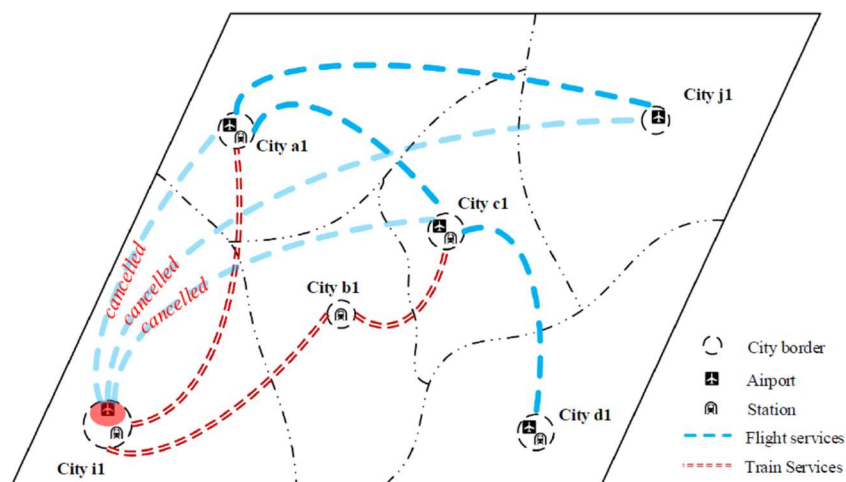 City j1
City a1
City c1
cancelled
cancelled
cancelled
City b1
City border
Airport
Station
City d1
Flight services
City i1
Train Services